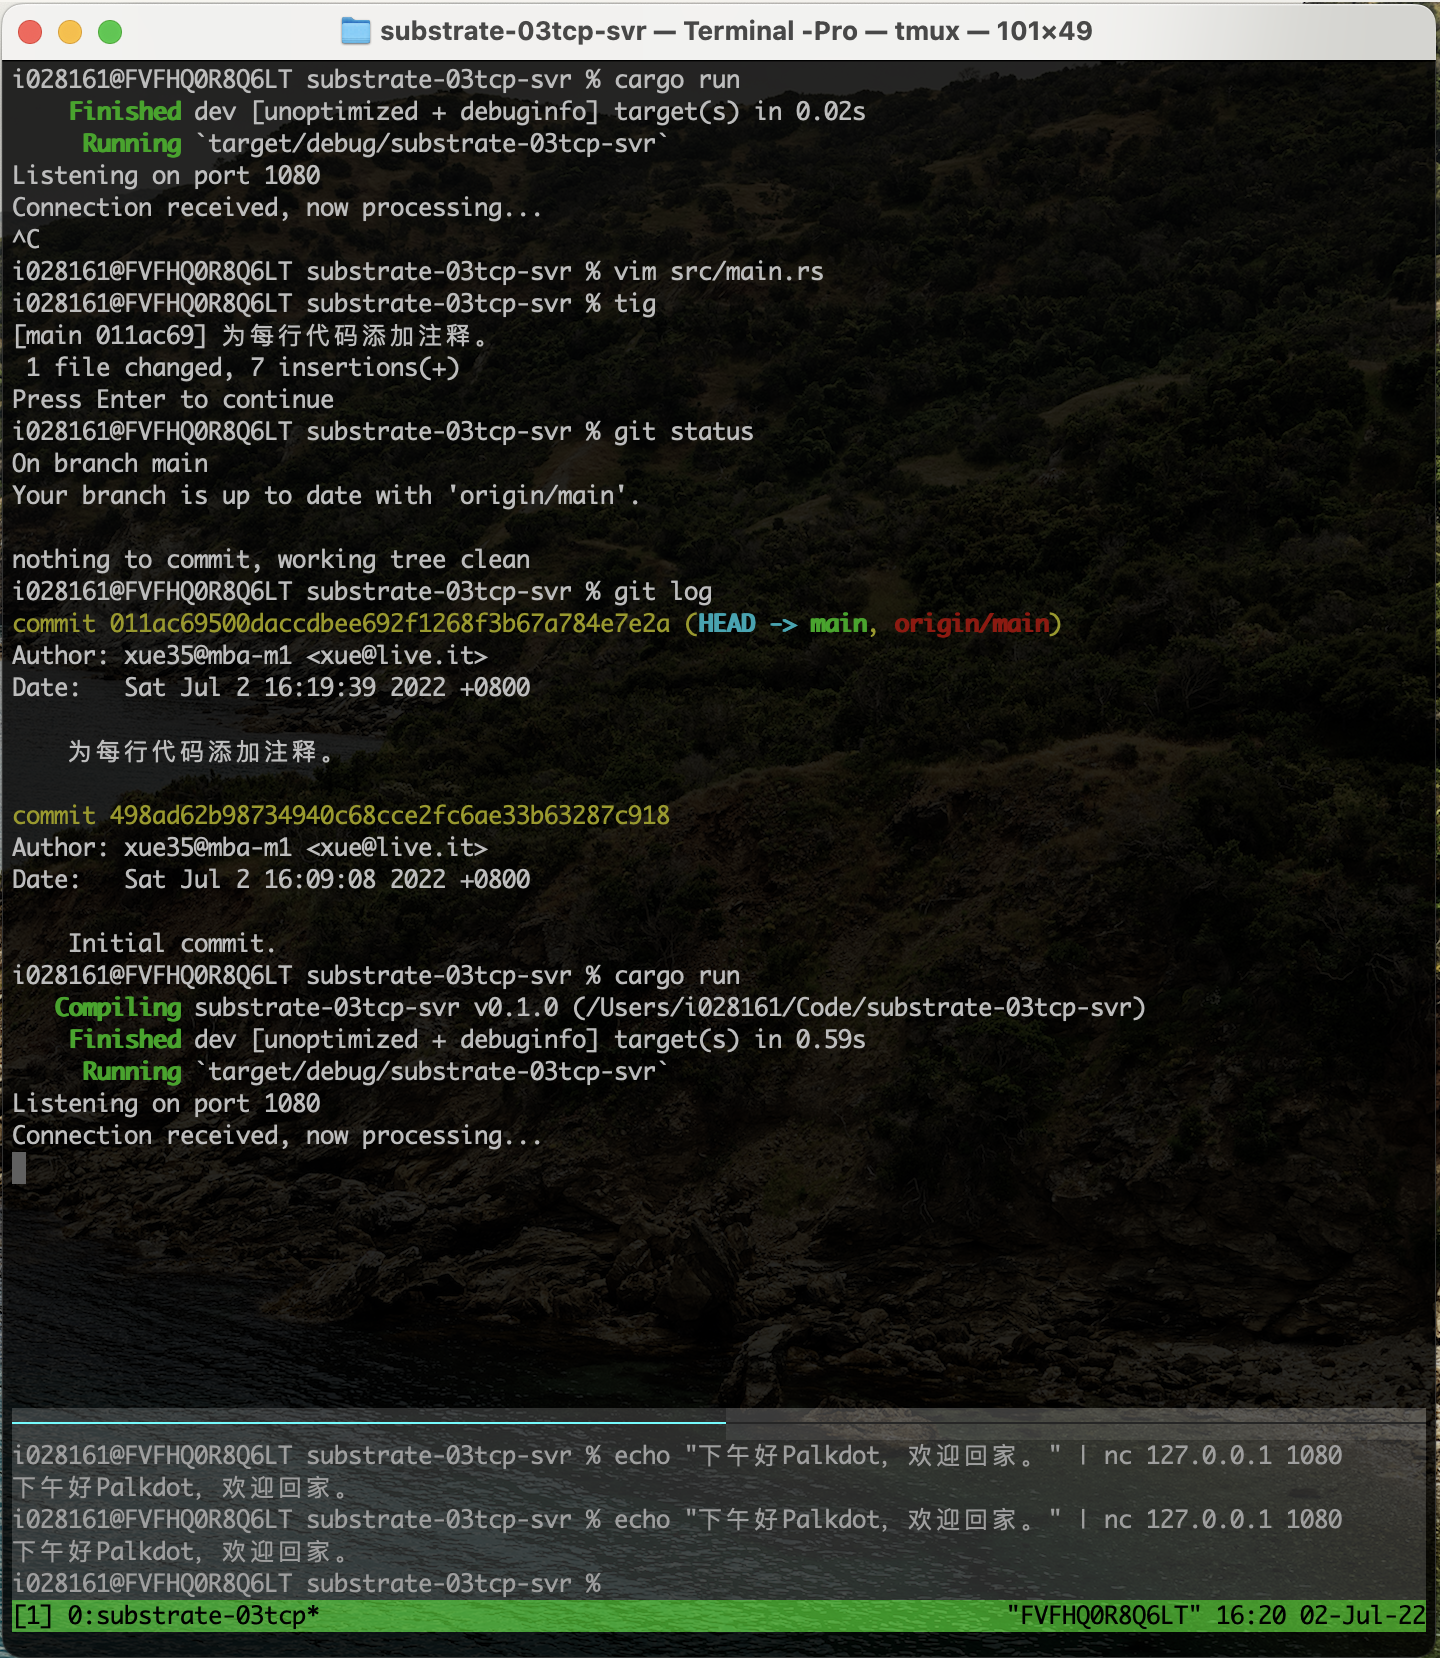 substrate-03tcp-svr — Terminal -Pro — tmux — 101×49
i028161@FVFHQ0R8Q6LT substrate-03tcp-svr % cargo run
Finished dev [unoptimized + debuginfo] target(s) in 0.02s
Running `target/debug/substrate-03tcp-svr`
Listening on port 1080
Connection received, now processing...
^C
i028161@FVFHQ0R8Q6LT substrate-03tcp-svr % vim src/main.rs
i028161@FVFHQ0R8Q6LT substrate-03tcp-svr % tig
[main 011ac69] 为每行代码添加注释。
1 file changed, 7 insertions(+)
Press Enter to continue
i028161@FVFHQ0R8Q6LT substrate-03tcp-svr % git status
On branch main
Your branch is up to date with 'origin/main'.
nothing to commit, working tree clean
i028161@FVFHQ0R8Q6LT substrate-03tcp-svr % git log
commit 011ac69500daccdbee692f1268f3b67a784e7e2a (HEAD -> main, origin/main)
Author: xue35@mba-m1 <xue@live.it>
Date:   Sat Jul 2 16:19:39 2022 +0800
为每行代码添加注释。
commit 498ad62b98734940c68cce2fc6ae33b63287c918
Author: xue35@mba-m1 <xue@live.it>
Date:   Sat Jul 2 16:09:08 2022 +0800
Initial commit.
i028161@FVFHQ0R8Q6LT substrate-03tcp-svr % cargo run
Compiling substrate-03tcp-svr v0.1.0 (/Users/i028161/Code/substrate-03tcp-svr)
Finished dev [unoptimized + debuginfo] target(s) in 0.59s
Running `target/debug/substrate-03tcp-svr`
Listening on port 1080
Connection received, now processing...
i028161@FVFHQ0R8Q6LT substrate-03tcp-svr % echo "下午好Palkdot, 欢迎回家。" | nc 127.0.0.1 1080
下午好Palkdot, 欢迎回家。
i028161@FVFHQ0R8Q6LT substrate-03tcp-svr % echo "下午好Palkdot, 欢迎回家。" | nc 127.0.0.1 1080
下午好Palkdot, 欢迎回家。
i028161@FVFHQ0R8Q6LT substrate-03tcp-svr %
[1] 0:substrate-03tcp* "FVFHQ0R8Q6LT" 16:20 02-Jul-22